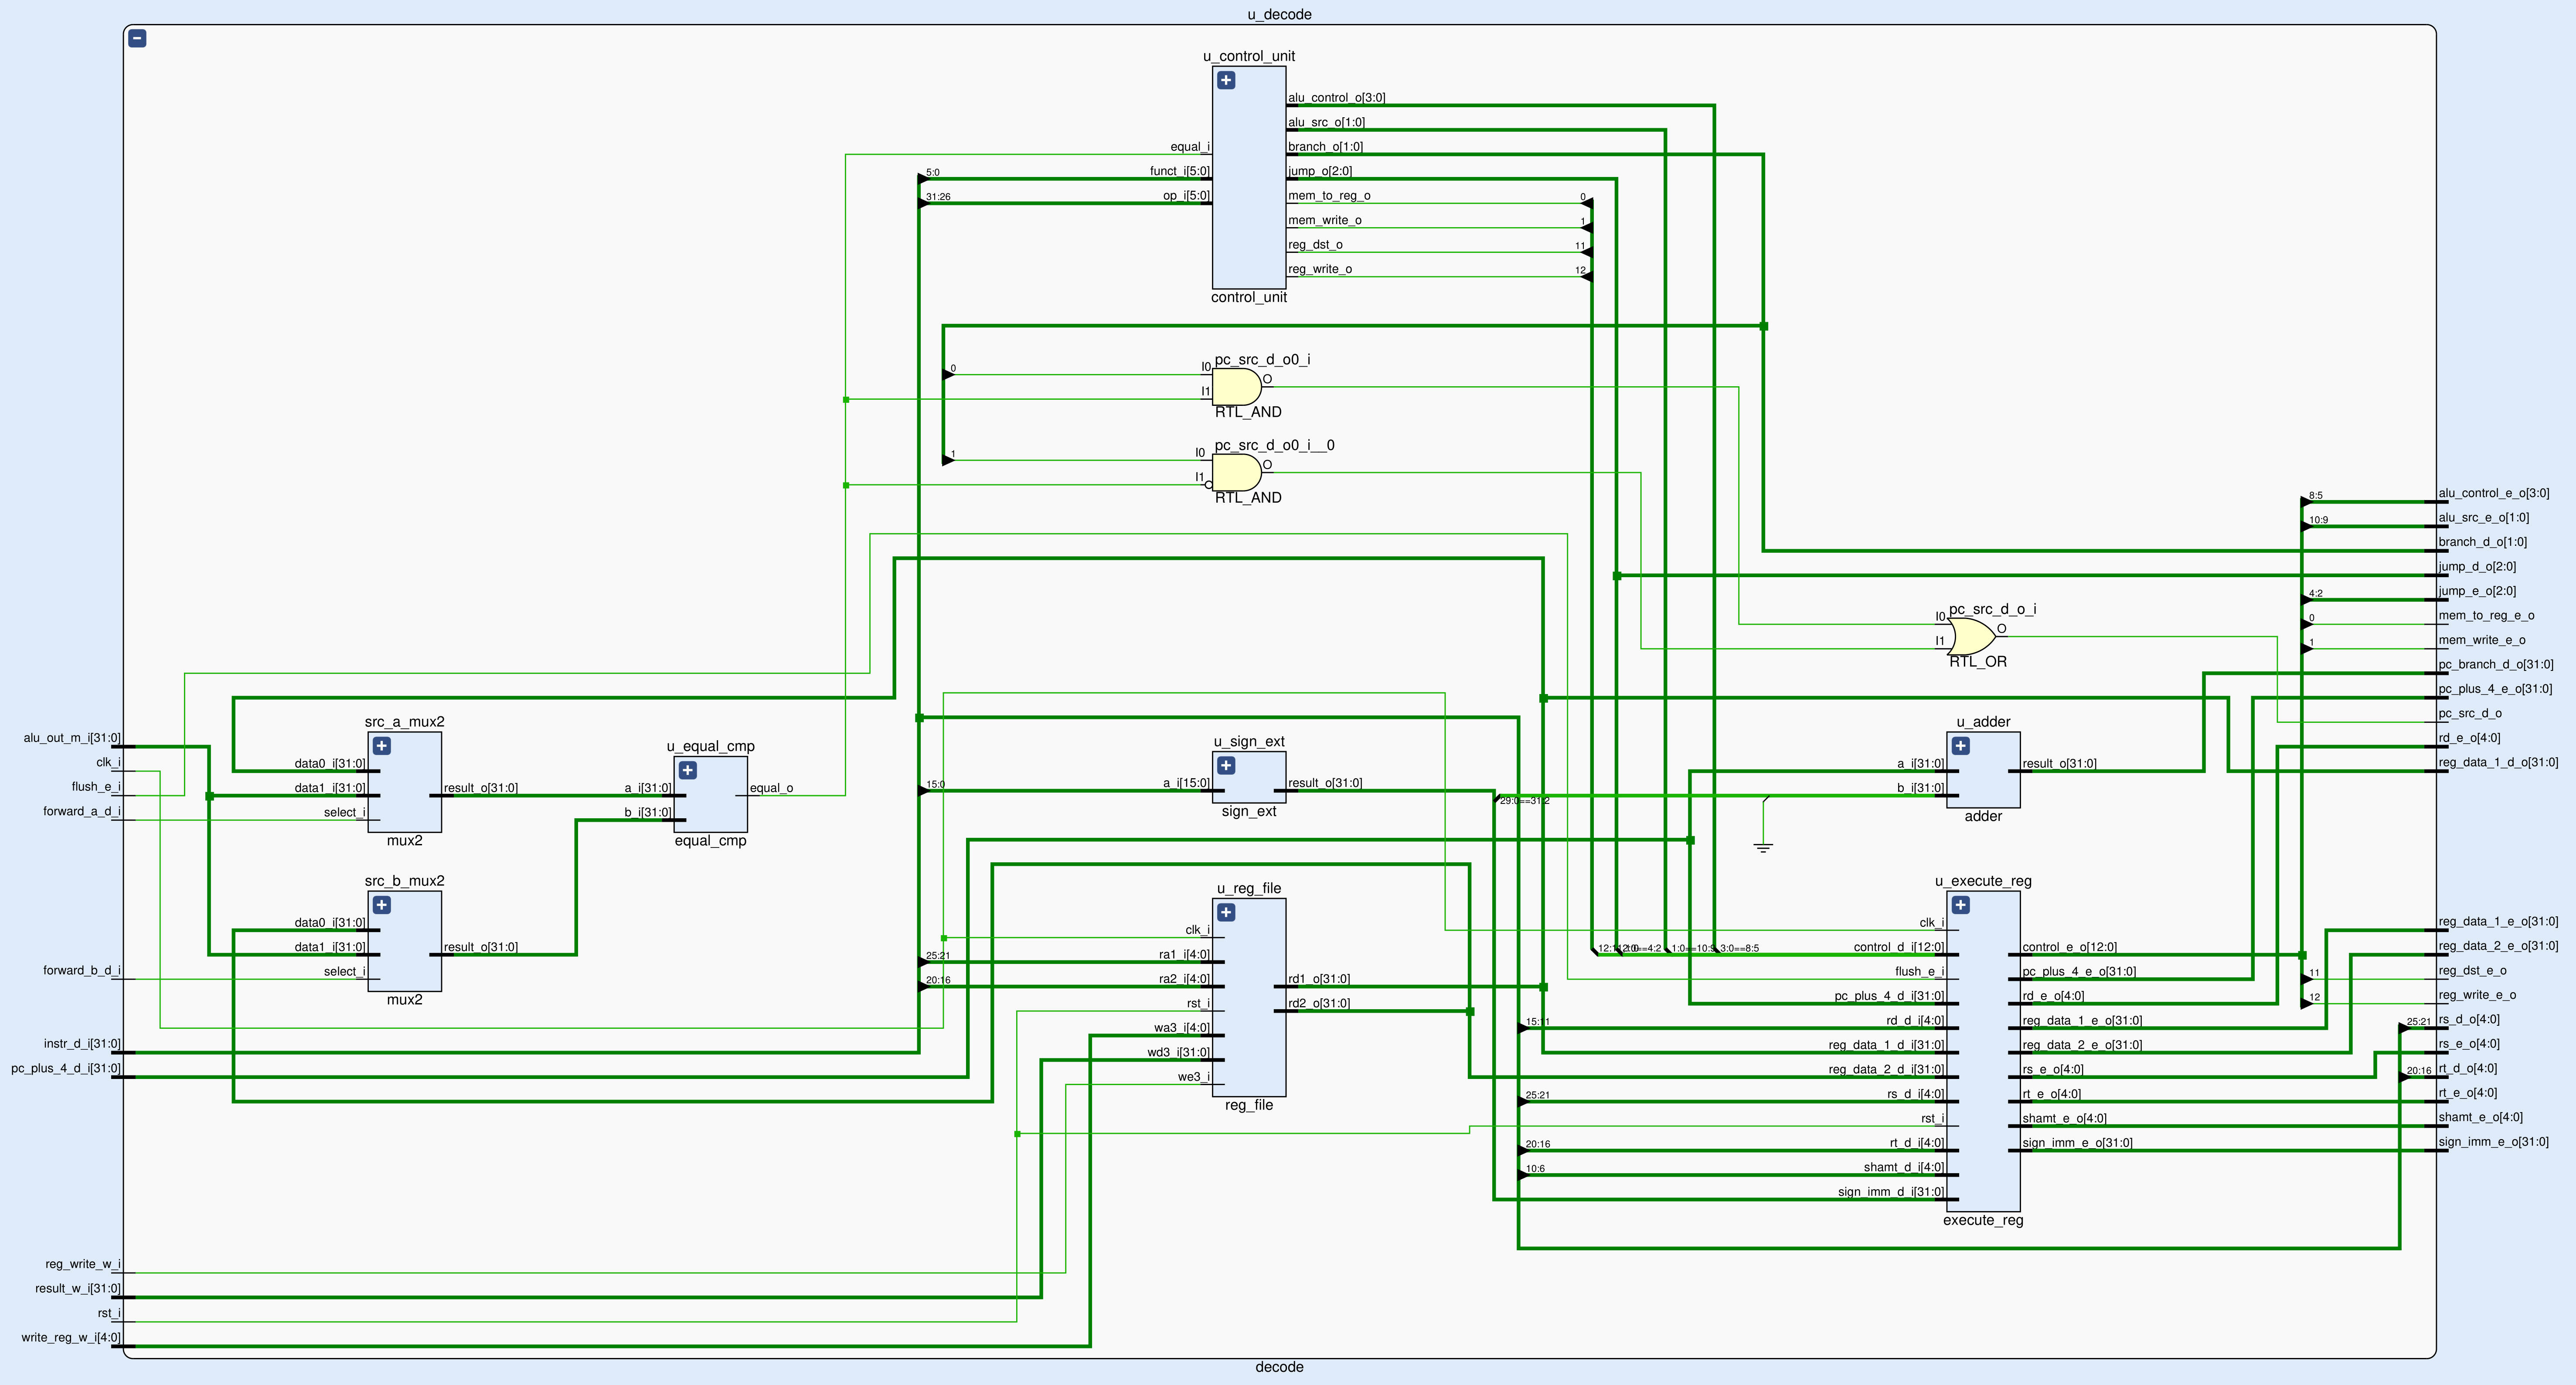 u_decode
u_control_unit
alu_control_o[3:0]
alu_src_o[1:0]
equal_i
branch_o[1:0]
5:0
funct_i[5:0]
jump_o[2:0]
31:26
op_i[5:0]
mem_to_reg_o
0
mem_write_o
1
reg_dst_o
11
reg_write_o
12
control_unit
pc_src_d_o0_i
0
I0
O
I1
RTL_AND
pc_src_d_o0_i__0
1
I0
O
I1
RTL_AND
8:5
alu_control_e_o[3:0]
10:9
alu_src_e_o[1:0]
branch_d_o[1:0]
jump_d_o[2:0]
4:2
jump_e_o[2:0]
pc_src_d_o_i
I0
O
I1
RTL_OR
0
mem_to_reg_e_o
1
mem_write_e_o
pc_branch_d_o[31:0]
pc_plus_4_e_o[31:0]
pc_src_d_o
rd_e_o[4:0]
reg_data_1_d_o[31:0]
alu_out_m_i[31:0]
clk_i
flush_e_i
forward_a_d_i
src_a_mux2
data0_i[31:0]
data1_i[31:0]
select_i
result_o[31:0]
mux2
u_equal_cmp
a_i[31:0]
b_i[31:0]
equal_o
equal_cmp
u_sign_ext
15:0
a_i[15:0]
result_o[31:0]
sign_ext
29:0==31:2
u_adder
a_i[31:0]
b_i[31:0]
result_o[31:0]
adder
src_b_mux2
data0_i[31:0]
data1_i[31:0]
select_i
result_o[31:0]
mux2
forward_b_d_i
u_reg_file
clk_i
25:21
ra1_i[4:0]
20:16
ra2_i[4:0]
rst_i
wa3_i[4:0]
wd3_i[31:0]
we3_i
rd1_o[31:0]
rd2_o[31:0]
reg_file
u_execute_reg
clk_i
1:0==10:9
3:0==8:5
control_d_i[12:0]
flush_e_i
pc_plus_4_d_i[31:0]
15:11
rd_d_i[4:0]
reg_data_1_d_i[31:0]
reg_data_2_d_i[31:0]
25:21
rs_d_i[4:0]
rst_i
20:16
rt_d_i[4:0]
10:6
shamt_d_i[4:0]
sign_imm_d_i[31:0]
control_e_o[12:0]
pc_plus_4_e_o[31:0]
rd_e_o[4:0]
reg_data_1_e_o[31:0]
reg_data_2_e_o[31:0]
rs_e_o[4:0]
rt_e_o[4:0]
shamt_e_o[4:0]
sign_imm_e_o[31:0]
execute_reg
reg_data_1_e_o[31:0]
reg_data_2_e_o[31:0]
11
reg_dst_e_o
12
reg_write_e_o
25:21
rs_d_o[4:0]
rs_e_o[4:0]
20:16
rt_d_o[4:0]
rt_e_o[4:0]
shamt_e_o[4:0]
sign_imm_e_o[31:0]
instr_d_i[31:0]
pc_plus_4_d_i[31:0]
reg_write_w_i
result_w_i[31:0]
rst_i
write_reg_w_i[4:0]
decode